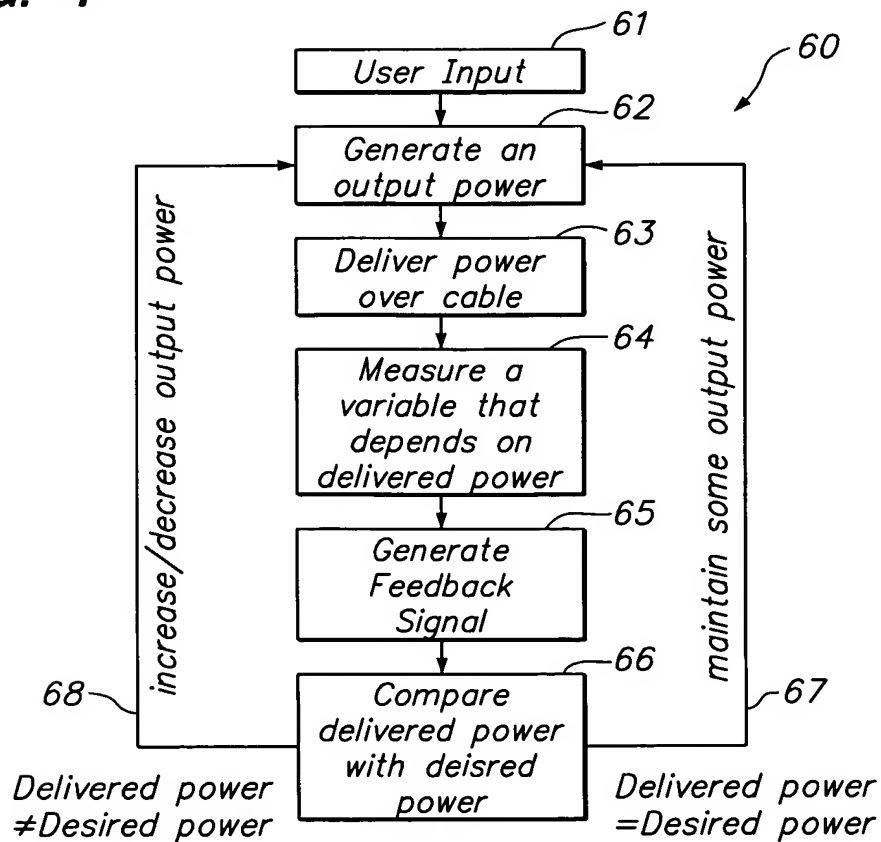 61
User Input
60
62
Generate an
output power
63
Deliver power
over cable
64
Measure a
variable that
depends on
delivered power
65
Generate
Feedback
Signal
66
Compare
delivered power
with deisred
power
increase/decrease output power
maintain some output power
68
67
Delivered power
≠Desired power
Delivered power
=Desired power